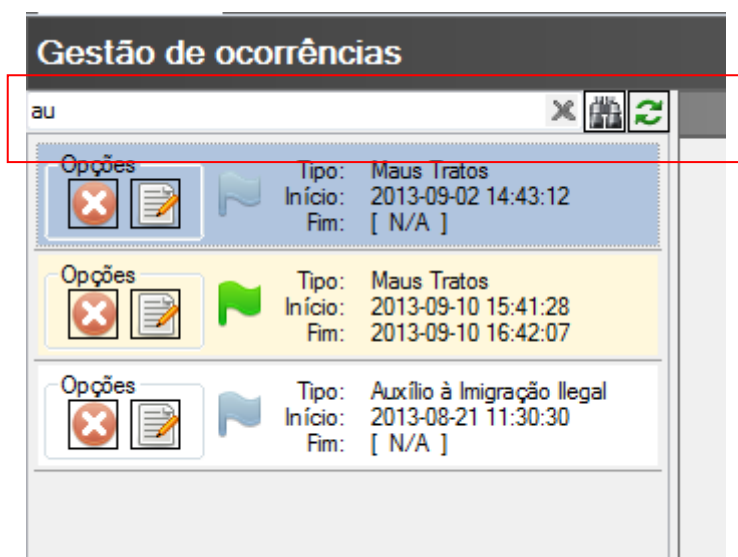 Gestão de ocorrências
au
Opções
Tipo: Maus Tratos
Início: 2013-09-02 14:43:12
Fim: [ N/A ]
Opções
Tipo: Maus Tratos
Início: 2013-09-10 15:41:28
Fim: 2013-09-10 16:42:07
Opções
Tipo: Auxílio à Imigração Ilegal
Início: 2013-08-21 11:30:30
Fim: [ N/A ]